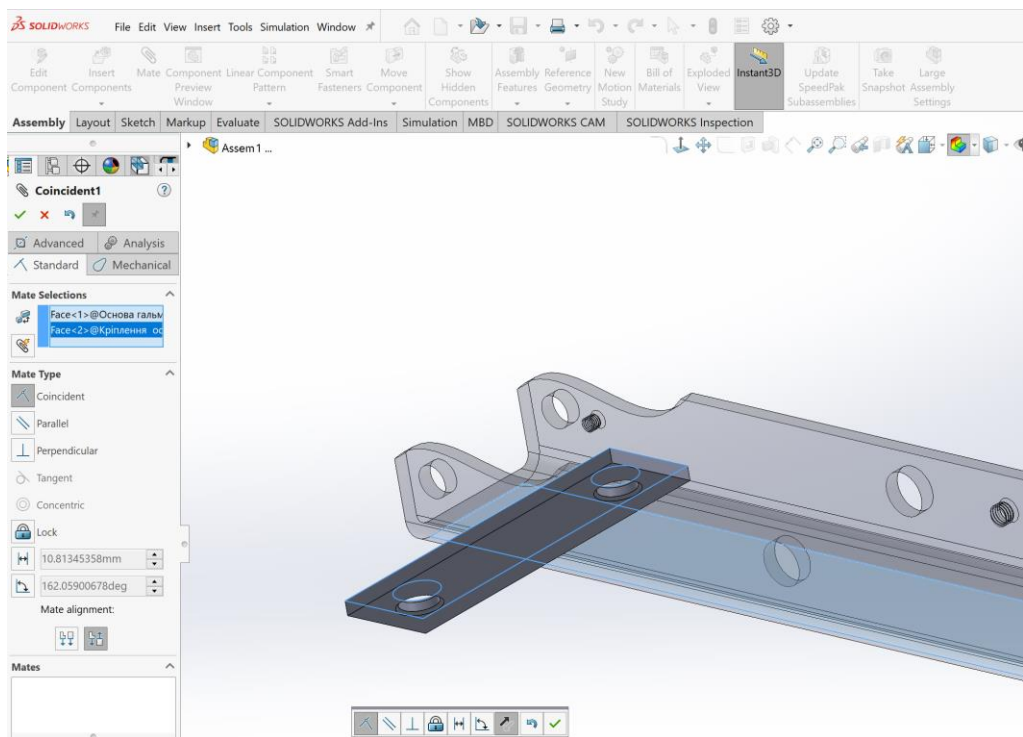 SOLIDWORKS File Edit View Insert Tools Simulation Window
Edit Component
Insert Components
Mate
Component Preview Window
Linear Component Pattern
Smart Fasteners
Move Component
Show Hidden Components
Assembly Features
Reference Geometry
New Motion Study
Bill of Materials
Exploded View
Instant3D
Update SpeedPak Subassemblies
Take Snapshot
Large Assembly Settings
Assembly Layout Sketch Markup Evaluate SOLIDWORKS Add-Ins Simulation MBD SOLIDWORKS CAM SOLIDWORKS Inspection
Assem1 ...
Coincident1
Advanced Analysis
Standard Mechanical
Mate Selections
Face<1>@Основа гальм
Face<2>@Кріплення ос
Mate Type
Coincident
Parallel
Perpendicular
Tangent
Concentric
Lock
10.81345358mm
162.05900678deg
Mate alignment:
Mates